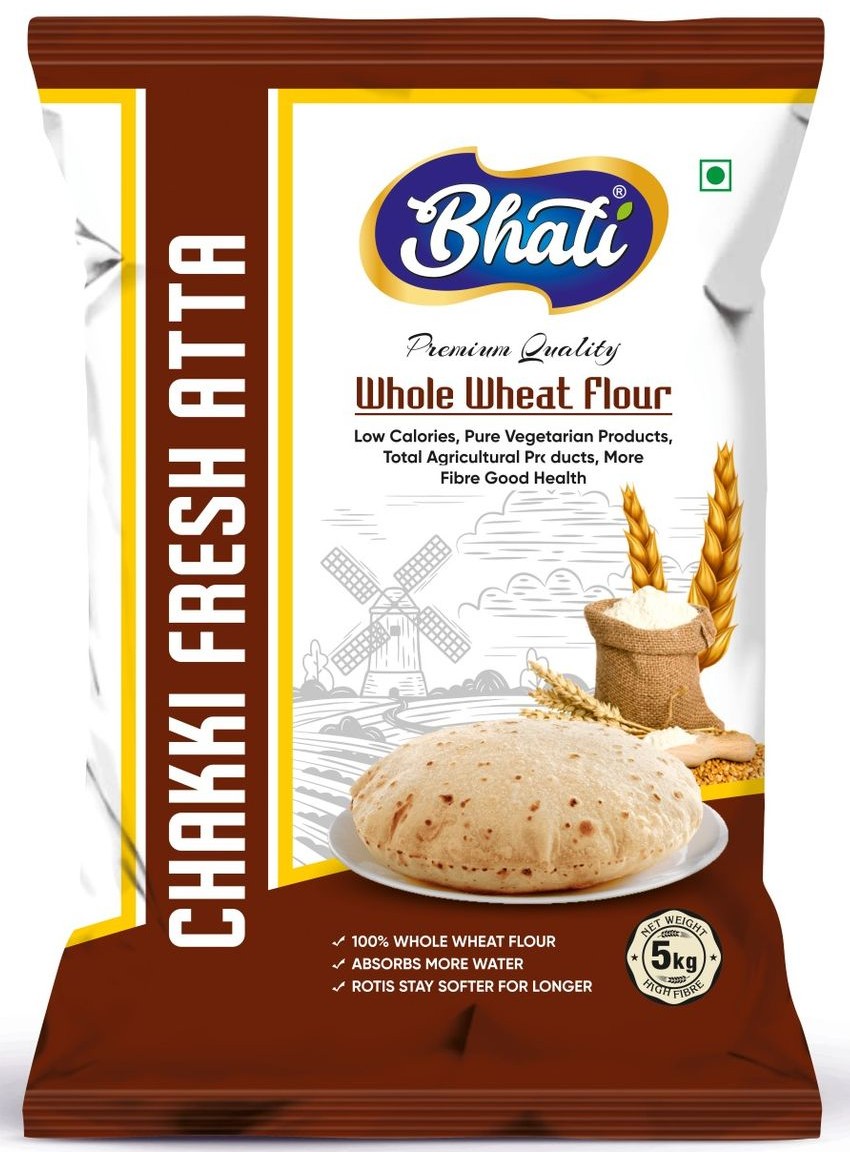 CHAKKI FRESH ATTA
Bhati®
Premium Quality
Whole Wheat Flour
Low Calories, Pure Vegetarian Products,
Total Agricultural Products, More
Fibre Good Health
✓ 100% WHOLE WHEAT FLOUR
✓ ABSORBS MORE WATER
✓ ROTIS STAY SOFTER FOR LONGER
NET WEIGHT
5kg
HIGH FIBRE